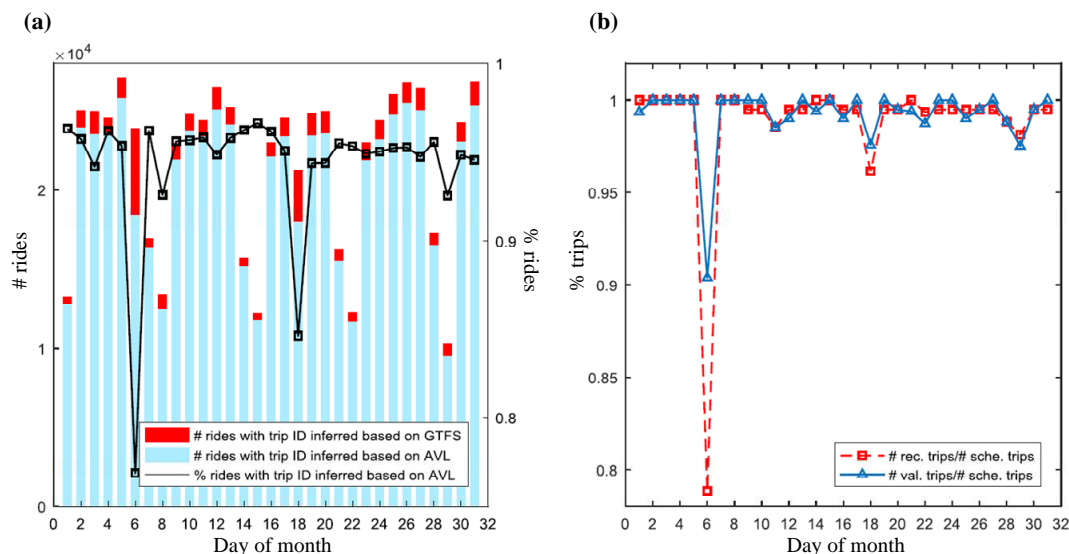 (a)
(b)
×10⁴
# rides
2
1
0
1
0.9
0.8
% rides
# rides with trip ID inferred based on GTFS
# rides with trip ID inferred based on AVL
% rides with trip ID inferred based on AVL
0 2 4 6 8 10 12 14 16 18 20 22 24 26 28 30 32
Day of month
% trips
1
0.95
0.9
0.85
0.8
# rec. trips/# sche. trips
# val. trips/# sche. trips
0 2 4 6 8 10 12 14 16 18 20 22 24 26 28 30 32
Day of month